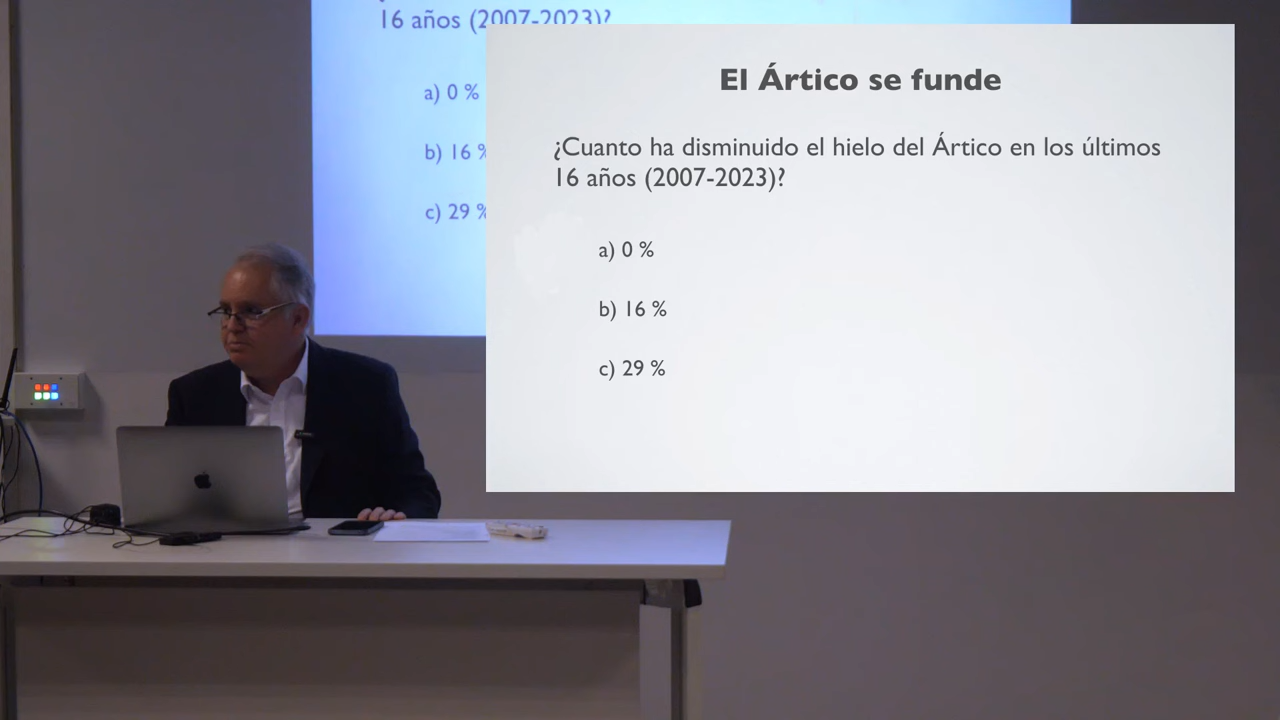 16 años (2007-2023)?
a) 0 %
b) 16 %
c) 29 %
El Ártico se funde
¿Cuanto ha disminuido el hielo del Ártico en los últimos
16 años (2007-2023)?
a) 0 %
b) 16 %
c) 29 %